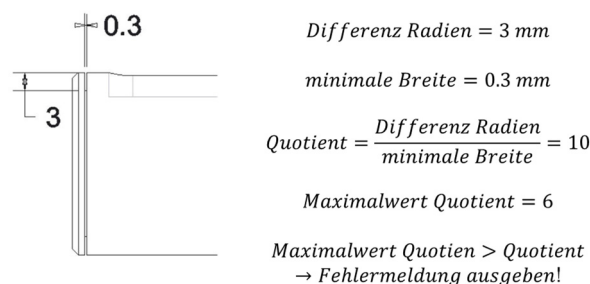 0.3
3
Differenz Radien = 3 mm
minimale Breite = 0.3 mm
Quotient = Differenz Radien / minimale Breite = 10
Maximalwert Quotient = 6
Maximalwert Quotien > Quotient
→ Fehlermeldung ausgeben!